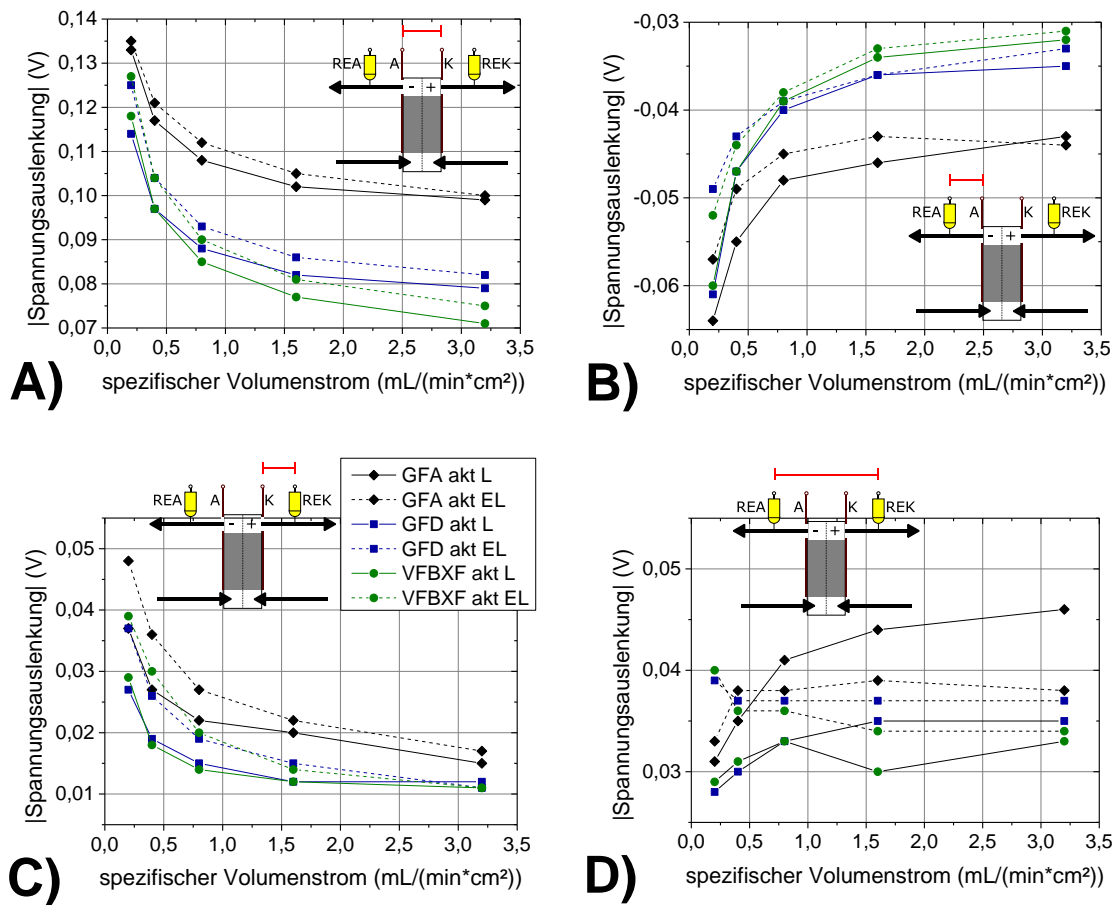 0,14
0,13
0,12
0,11
0,10
0,09
0,08
0,07
|Spannungsauslenkung| (V)
REA A K REK
- +
0,0 0,5 1,0 1,5 2,0 2,5 3,0 3,5
spezifischer Volumenstrom (mL/(min*cm²))
A)
-0,03
-0,04
-0,05
-0,06
|Spannungsauslenkung| (V)
REA A K REK
- +
0,0 0,5 1,0 1,5 2,0 2,5 3,0 3,5
spezifischer Volumenstrom (mL/(min*cm²))
B)
REA A K REK
- +
GFA akt L
GFA akt EL
GFD akt L
GFD akt EL
VFBXF akt L
VFBXF akt EL
0,05
0,04
0,03
0,02
0,01
|Spannungsauslenkung| (V)
0,0 0,5 1,0 1,5 2,0 2,5 3,0 3,5
spezifischer Volumenstrom (mL/(min*cm²))
C)
REA A K REK
- +
0,05
0,04
0,03
|Spannungsauslenkung| (V)
0,0 0,5 1,0 1,5 2,0 2,5 3,0 3,5
spezifischer Volumenstrom (mL/(min*cm²))
D)